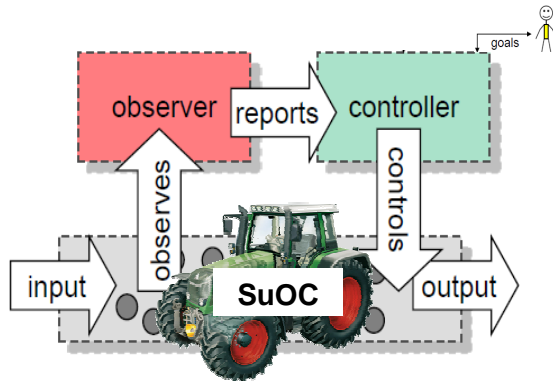 goals
observer
reports
controller
observes
controls
input
SuOC
output